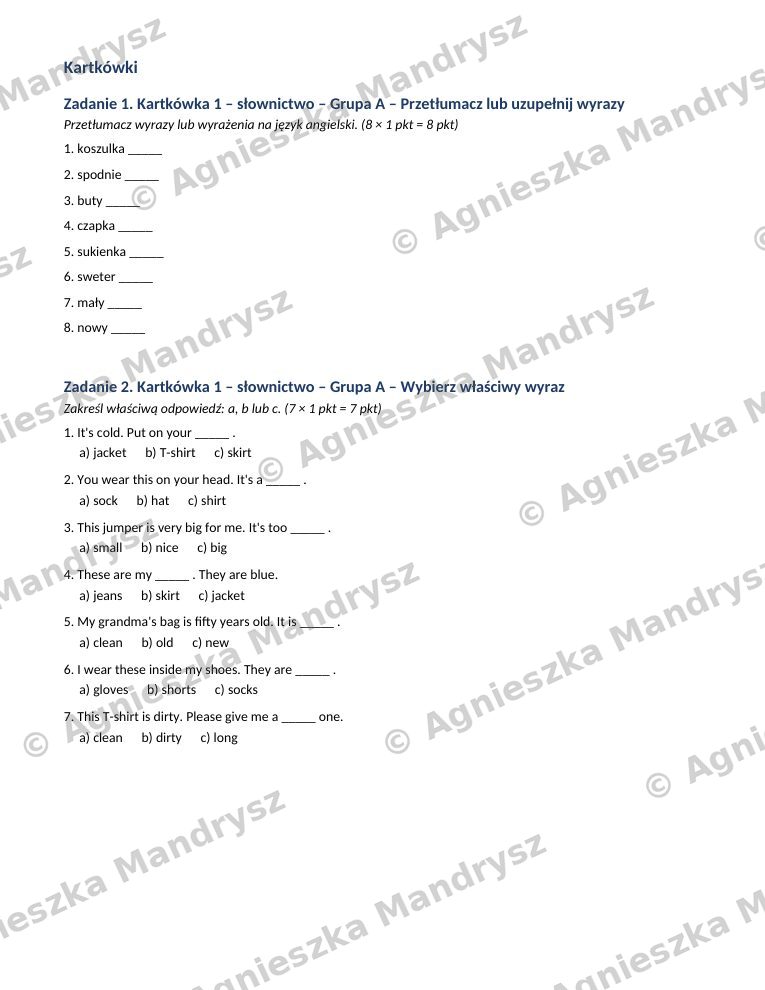 Kartkówki
Zadanie 1. Kartkówka 1 – słownictwo – Grupa A – Przetłumacz lub uzupełnij wyrazy
Przetłumacz wyrazy lub wyrażenia na język angielski. (8 × 1 pkt = 8 pkt)
1. koszulka _____
2. spodnie _____
3. buty _____
4. czapka _____
5. sukienka _____
6. sweter _____
7. mały _____
8. nowy _____
Zadanie 2. Kartkówka 1 – słownictwo – Grupa A – Wybierz właściwy wyraz
Zakreśl właściwą odpowiedź: a, b lub c. (7 × 1 pkt = 7 pkt)
1. It's cold. Put on your _____ .
a) jacket b) T-shirt c) skirt
2. You wear this on your head. It's a _____ .
a) sock b) hat c) shirt
3. This jumper is very big for me. It's too _____ .
a) small b) nice c) big
4. These are my _____ . They are blue.
a) jeans b) skirt c) jacket
5. My grandma's bag is fifty years old. It is _____ .
a) clean b) old c) new
6. I wear these inside my shoes. They are _____ .
a) gloves b) shorts c) socks
7. This T-shirt is dirty. Please give me a _____ one.
a) clean b) dirty c) long
© Agnieszka Mandrysz